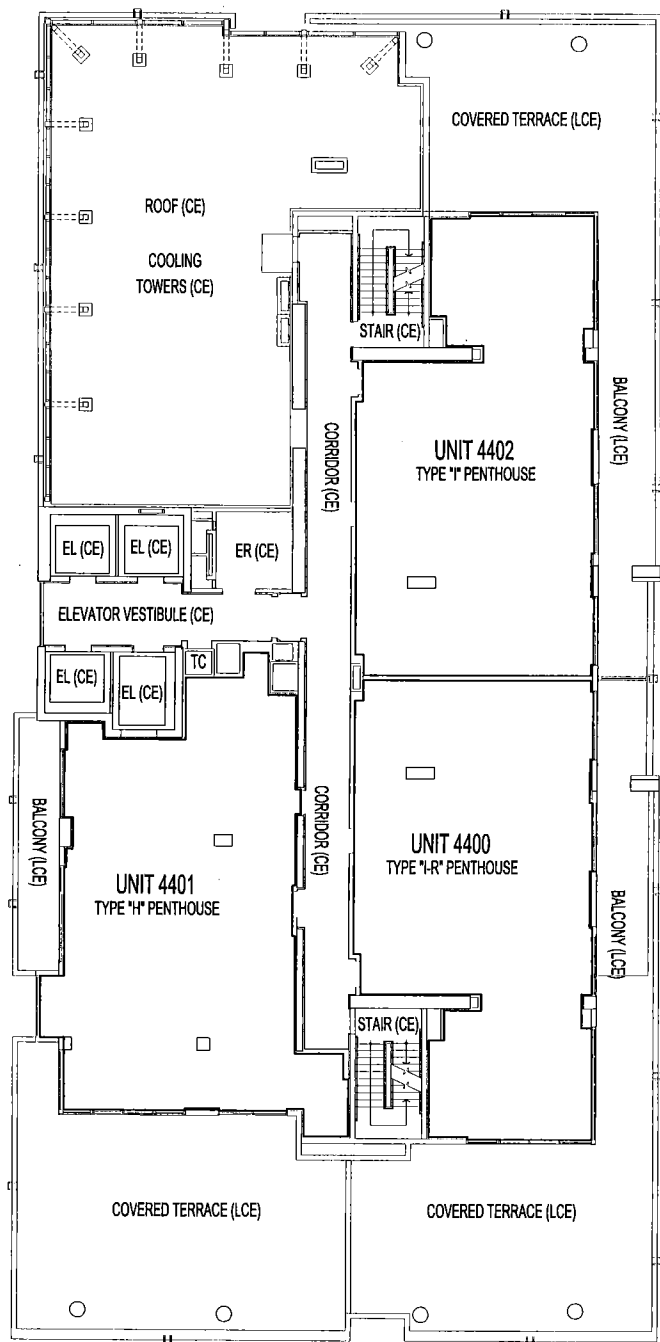 COVERED TERRACE (LCE)
ROOF (CE)
COOLING
TOWERS (CE)
STAIR (CE)
BALCONY (LCE)
CORRIDOR (CE)
UNIT 4402
TYPE "I" PENTHOUSE
EL (CE)
EL (CE)
ER (CE)
ELEVATOR VESTIBULE (CE)
TC
EL (CE)
EL (CE)
BALCONY (LCE)
CORRIDOR (CE)
UNIT 4400
TYPE "I-R" PENTHOUSE
UNIT 4401
TYPE "H" PENTHOUSE
BALCONY (LCE)
STAIR (CE)
COVERED TERRACE (LCE)
COVERED TERRACE (LCE)